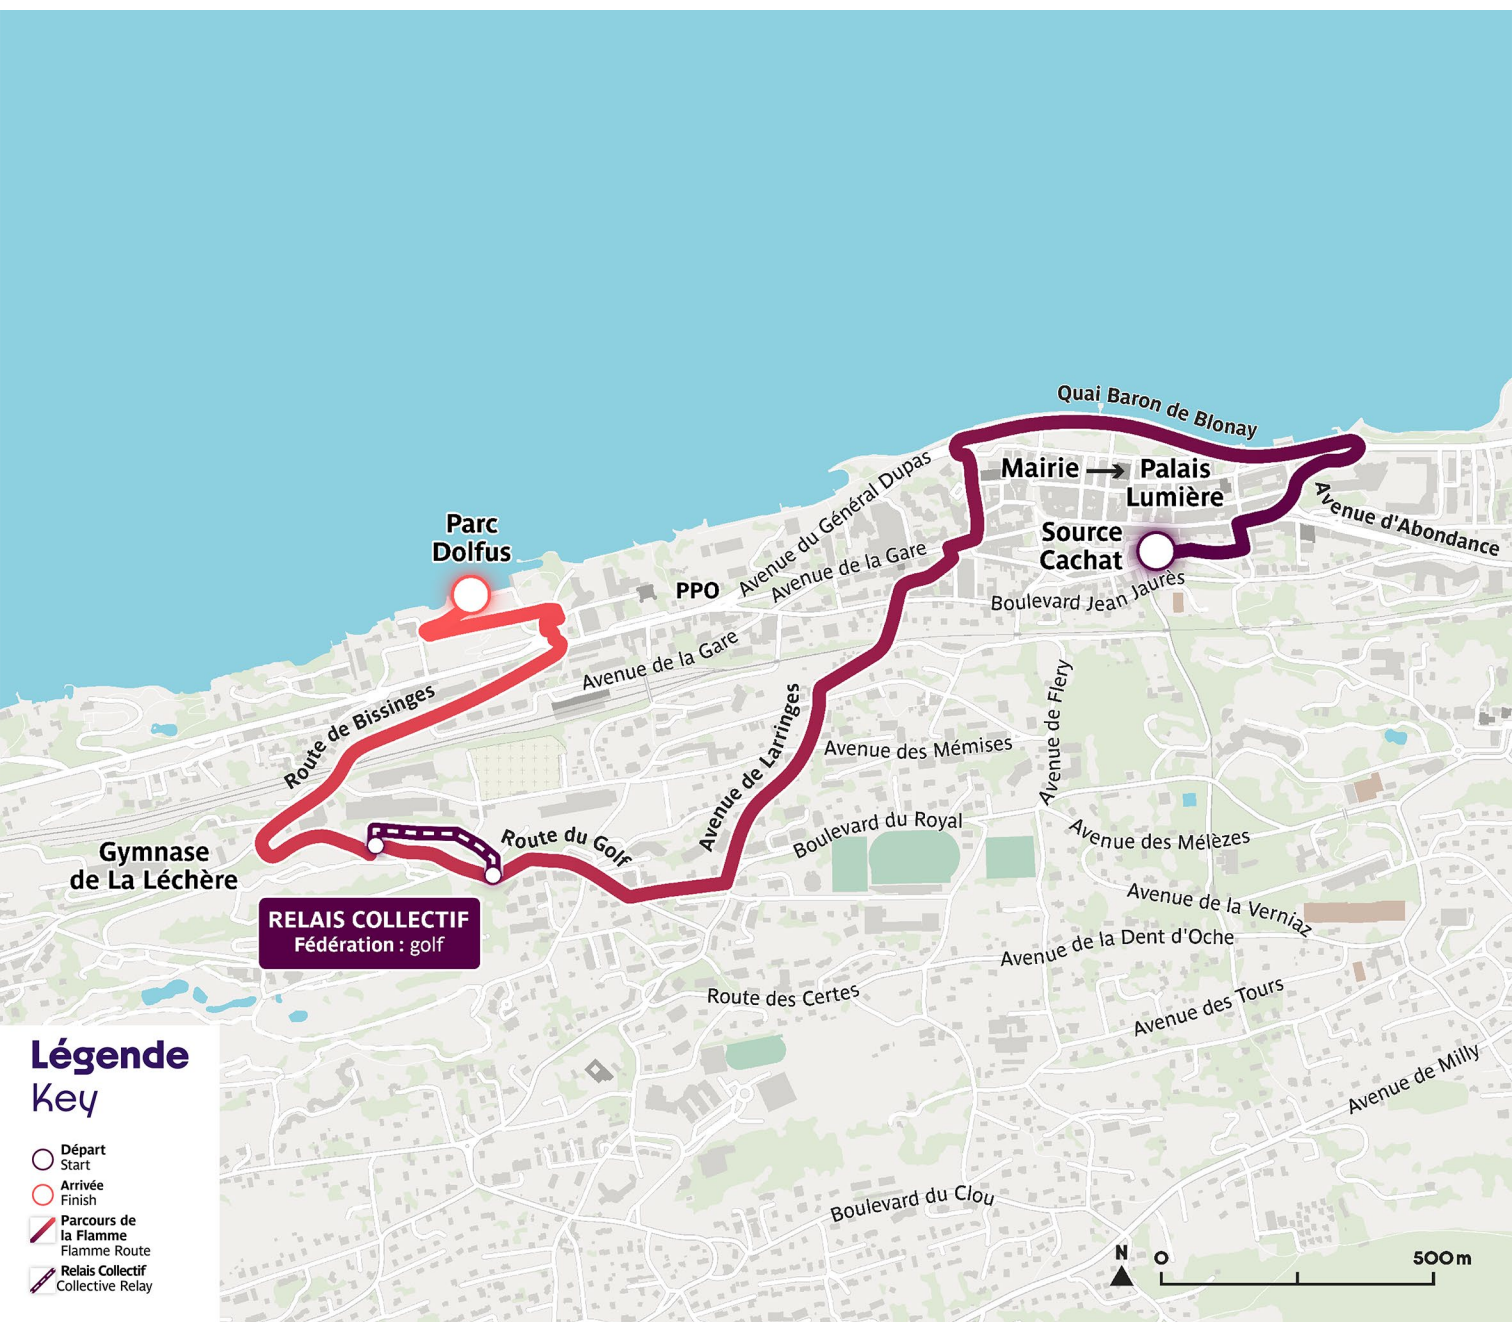 Quai Baron de Blonay
Mairie → Palais
Lumière
Avenue d'Abondance
Source
Cachat
Boulevard Jean Jaurès
Avenue du Général Dupas
Avenue de la Gare
PPO
Parc
Dolfus
Avenue de la Gare
Route de Bissinges
Avenue de Larringes
Avenue des Mémises
Avenue de Flery
Boulevard du Royal
Avenue des Mélèzes
Route du Golf
Gymnase
de La Léchère
RELAIS COLLECTIF
Fédération : golf
Avenue de la Verniaz
Avenue de la Dent d'Oche
Route des Certes
Avenue des Tours
Avenue de Milly
Boulevard du Clou
Légende
Key
Départ
Start
Arrivée
Finish
Parcours de
la Flamme
Flamme Route
Relais Collectif
Collective Relay
N
0
500m